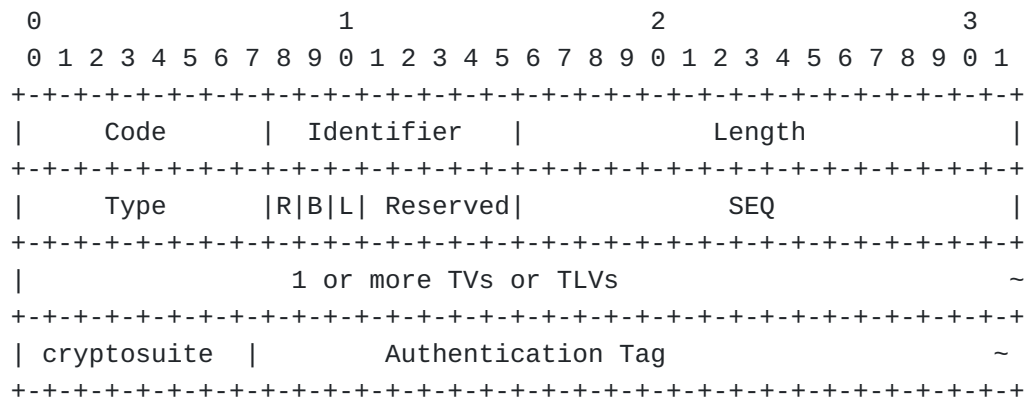 0                   1                   2                   3
 0 1 2 3 4 5 6 7 8 9 0 1 2 3 4 5 6 7 8 9 0 1 2 3 4 5 6 7 8 9 0 1
+-+-+-+-+-+-+-+-+-+-+-+-+-+-+-+-+-+-+-+-+-+-+-+-+-+-+-+-+-+-+-+-+
|     Code      |  Identifier   |            Length             |
+-+-+-+-+-+-+-+-+-+-+-+-+-+-+-+-+-+-+-+-+-+-+-+-+-+-+-+-+-+-+-+-+
|     Type      |R|B|L| Reserved|             SEQ               |
+-+-+-+-+-+-+-+-+-+-+-+-+-+-+-+-+-+-+-+-+-+-+-+-+-+-+-+-+-+-+-+-+
|                 1 or more TVs or TLVs                         ~
+-+-+-+-+-+-+-+-+-+-+-+-+-+-+-+-+-+-+-+-+-+-+-+-+-+-+-+-+-+-+-+-+
| cryptosuite  |        Authentication Tag                     ~
+-+-+-+-+-+-+-+-+-+-+-+-+-+-+-+-+-+-+-+-+-+-+-+-+-+-+-+-+-+-+-+-+